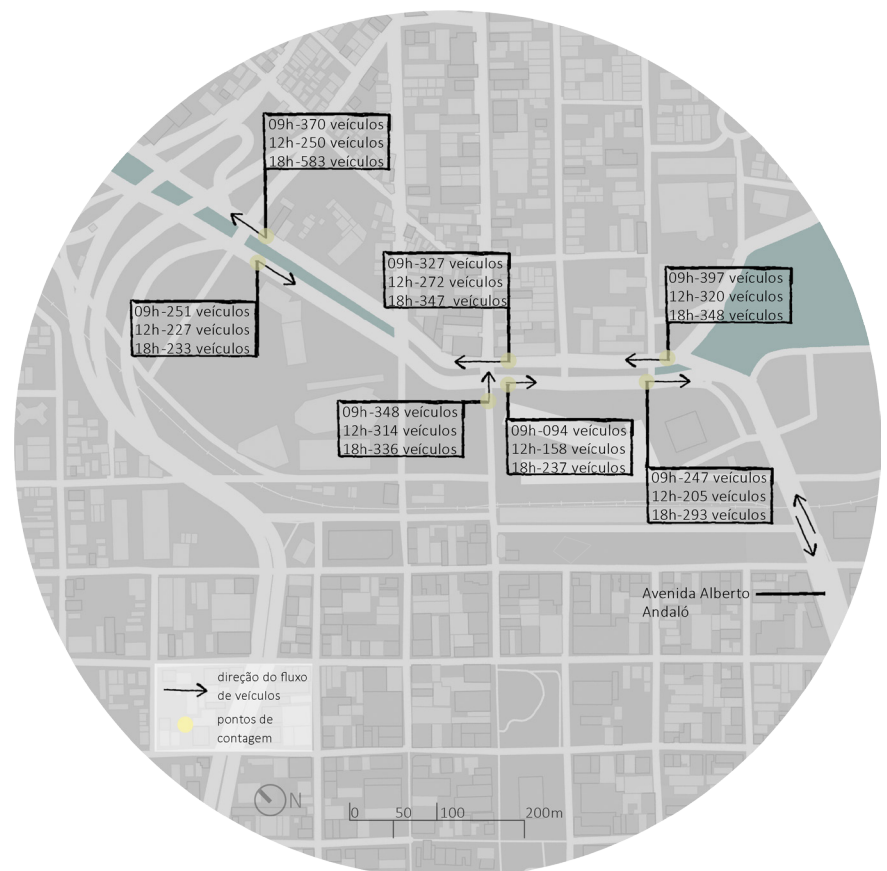 09h-370 veículos
12h-250 veículos
18h-583 veículos
09h-327 veículos
12h-272 veículos
18h-347 veículos
09h-397 veículos
12h-320 veículos
18h-348 veículos
09h-251 veículos
12h-227 veículos
18h-233 veículos
09h-348 veículos
12h-314 veículos
18h-336 veículos
09h-094 veículos
12h-158 veículos
18h-237 veículos
09h-247 veículos
12h-205 veículos
18h-293 veículos
Avenida Alberto
Andaló
direção do fluxo
de veículos
pontos de
contagem
N
0 50 100 200m